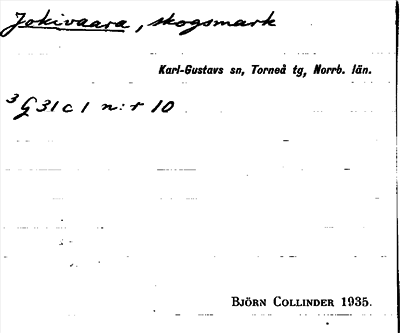 Jokivaara, skogsmark
Karl-Gustavs sn, Torneå tg, Norrb. län.
³G31c1 n:r 10
BJÖRN COLLINDER 1935.